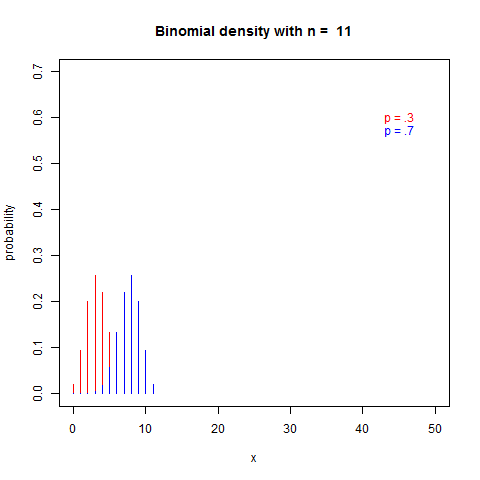 Binomial density with n =  11
probability
0.7
0.6
0.5
0.4
0.3
0.2
0.1
0.0
p = .3
p = .7
0 10 20 30 40 50
x